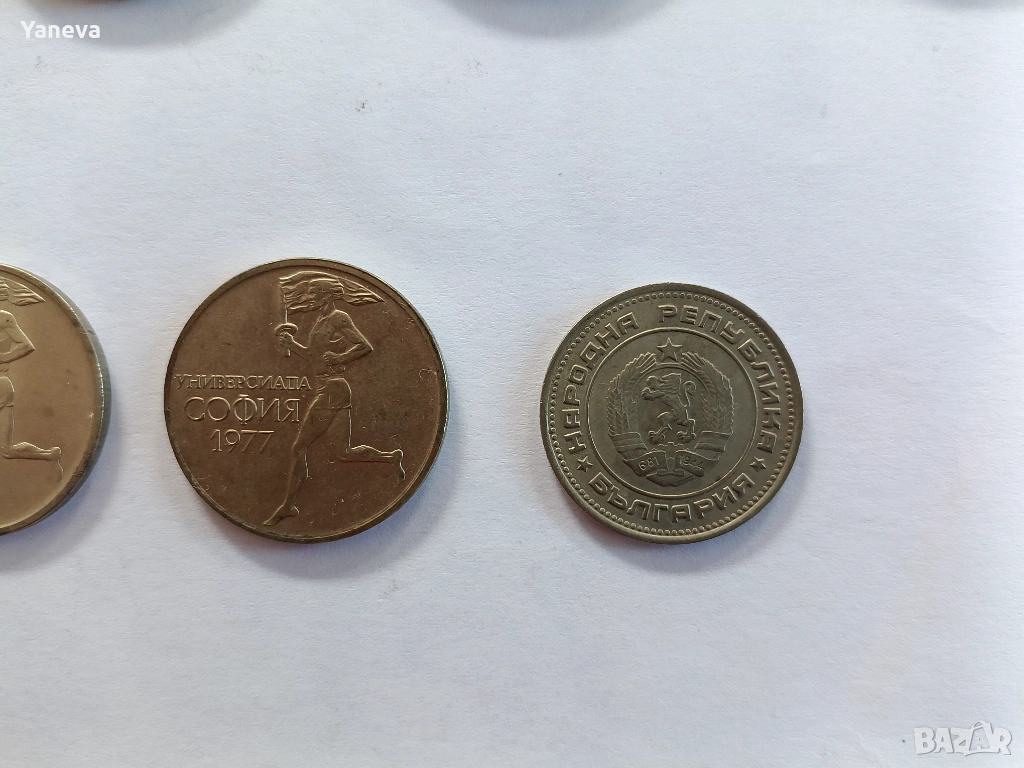 Yaneva
УНИВЕРСИАДА
СОФИЯ
1977
НАРОДНА РЕПУБЛИКА
БЪЛГАРИЯ
681
BAZAR